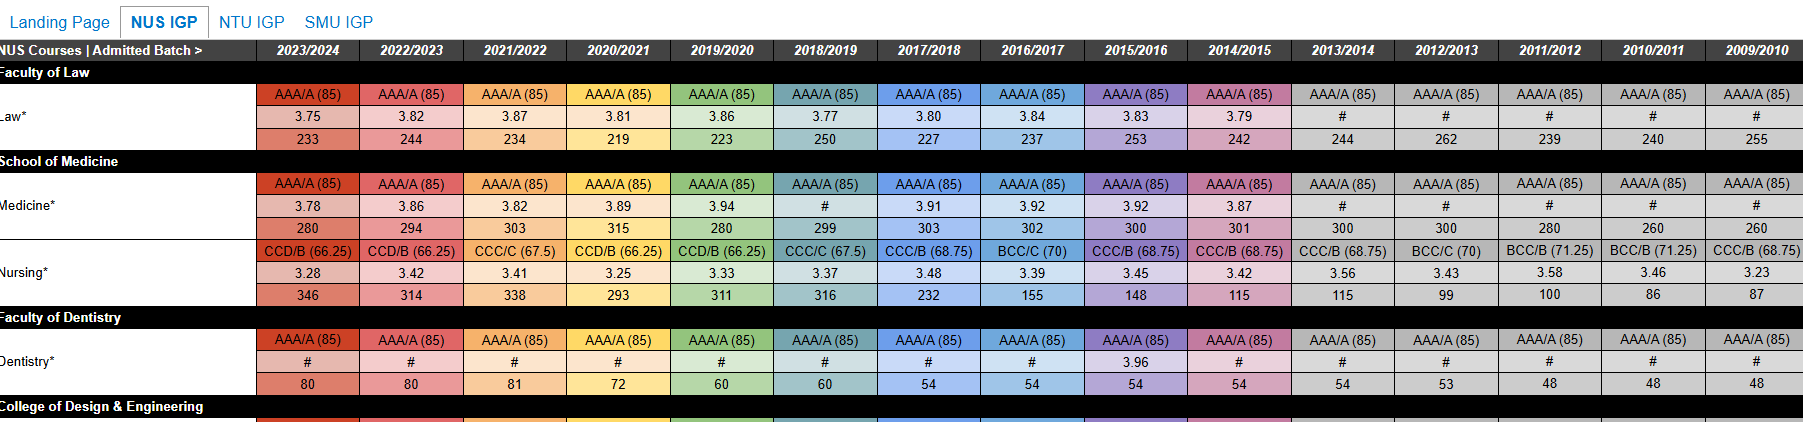 Landing Page NUS IGP NTU IGP SMU IGP
NUS Courses | Admitted Batch > 2023/2024 2022/2023 2021/2022 2020/2021 2019/2020 2018/2019 2017/2018 2016/2017 2015/2016 2014/2015 2013/2014 2012/2013 2011/2012 2010/2011 2009/2010
Faculty of Law
AAA/A (85) AAA/A (85) AAA/A (85) AAA/A (85) AAA/A (85) AAA/A (85) AAA/A (85) AAA/A (85) AAA/A (85) AAA/A (85) AAA/A (85) AAA/A (85) AAA/A (85) AAA/A (85) AAA/A (85)
Law* 3.75 3.82 3.87 3.81 3.86 3.77 3.80 3.84 3.83 3.79 # # # # #
233 244 234 219 223 250 227 237 253 242 244 262 239 240 255
School of Medicine
AAA/A (85) AAA/A (85) AAA/A (85) AAA/A (85) AAA/A (85) AAA/A (85) AAA/A (85) AAA/A (85) AAA/A (85) AAA/A (85) AAA/A (85) AAA/A (85) AAA/A (85) AAA/A (85) AAA/A (85)
Medicine* 3.78 3.86 3.82 3.89 3.94 # 3.91 3.92 3.92 3.87 # # # # #
280 294 303 315 280 299 303 302 300 301 300 300 280 260 260
CCD/B (66.25) CCD/B (66.25) CCC/C (67.5) CCD/B (66.25) CCD/B (66.25) CCC/C (67.5) CCC/B (68.75) BCC/C (70) CCC/B (68.75) CCC/B (68.75) CCC/B (68.75) BCC/C (70) BCC/B (71.25) BCC/B (71.25) CCC/B (68.75)
Nursing* 3.28 3.42 3.41 3.25 3.33 3.37 3.48 3.39 3.45 3.42 3.56 3.43 3.58 3.46 3.23
346 314 338 293 311 316 232 155 148 115 115 99 100 86 87
Faculty of Dentistry
AAA/A (85) AAA/A (85) AAA/A (85) AAA/A (85) AAA/A (85) AAA/A (85) AAA/A (85) AAA/A (85) AAA/A (85) AAA/A (85) AAA/A (85) AAA/A (85) AAA/A (85) AAA/A (85) AAA/A (85)
Dentistry* # # # # # # # # 3.96 # # # # # #
80 80 81 72 60 60 54 54 54 54 54 53 48 48 48
College of Design & Engineering